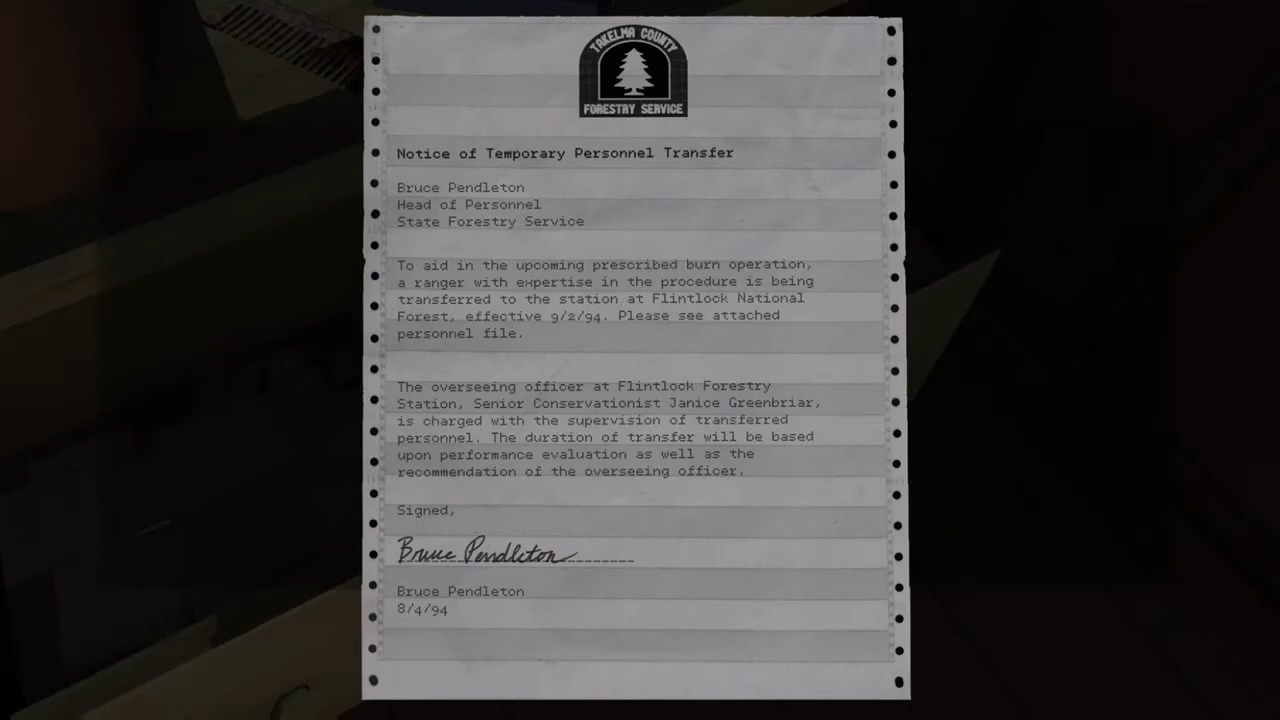 TAKELMA COUNTY
FORESTRY SERVICE
Notice of Temporary Personnel Transfer
Bruce Pendleton
Head of Personnel
State Forestry Service
To aid in the upcoming prescribed burn operation,
a ranger with expertise in the procedure is being
transferred to the station at Flintlock National
Forest, effective 9/2/94. Please see attached
personnel file.
The overseeing officer at Flintlock Forestry
Station, Senior Conservationist Janice Greenbriar,
is charged with the supervision of transferred
personnel. The duration of transfer will be based
upon performance evaluation as well as the
recommendation of the overseeing officer.
Signed,
Bruce Pendleton
Bruce Pendleton
8/4/94